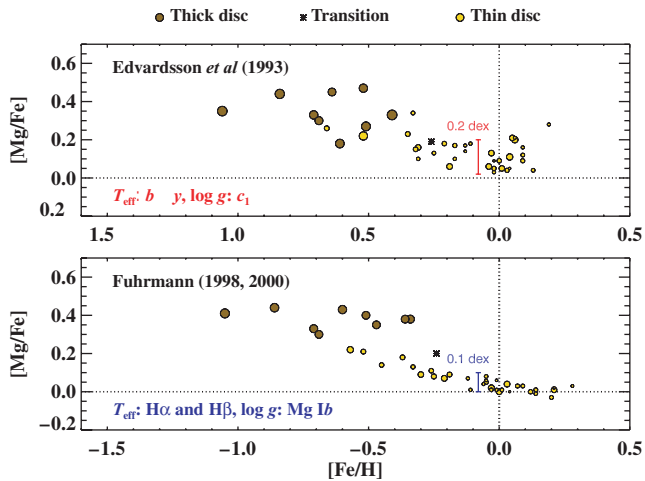 Thick disc Transition Thin disc
0.6
0.4
0.2
0.0
0.2
[Mg/Fe]
Edvardsson et al (1993)
0.2 dex
Teff: b y, log g: c1
1.5 1.0 0.5 0.0 0.5
0.6
0.4
0.2
0.0
−0.2
[Mg/Fe]
Fuhrmann (1998, 2000)
0.1 dex
Teff: Hα and Hβ, log g: Mg Ib
−1.5 −1.0 −0.5 0.0 0.5
[Fe/H]